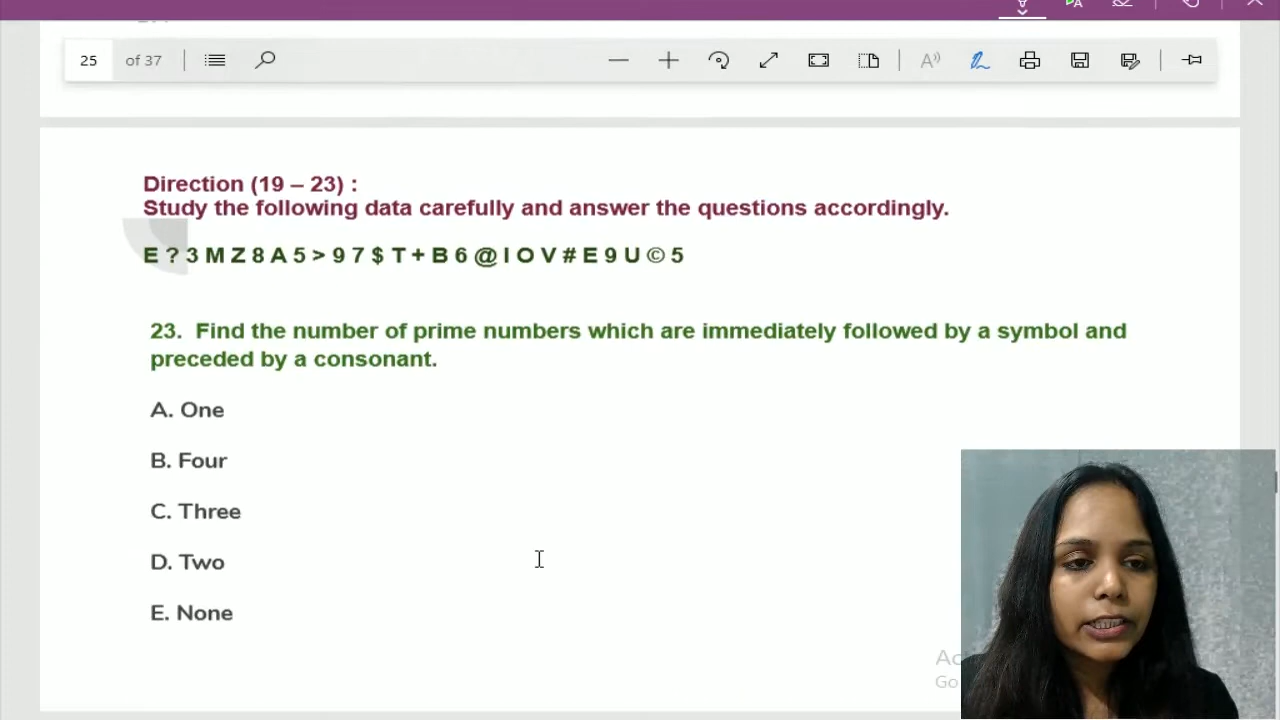 25 of 37
Direction (19 – 23) :
Study the following data carefully and answer the questions accordingly.
E ? 3 M Z 8 A 5 > 9 7 $ T + B 6 @ I O V # E 9 U © 5
23. Find the number of prime numbers which are immediately followed by a symbol and
preceded by a consonant.
A. One
B. Four
C. Three
D. Two
E. None
Go